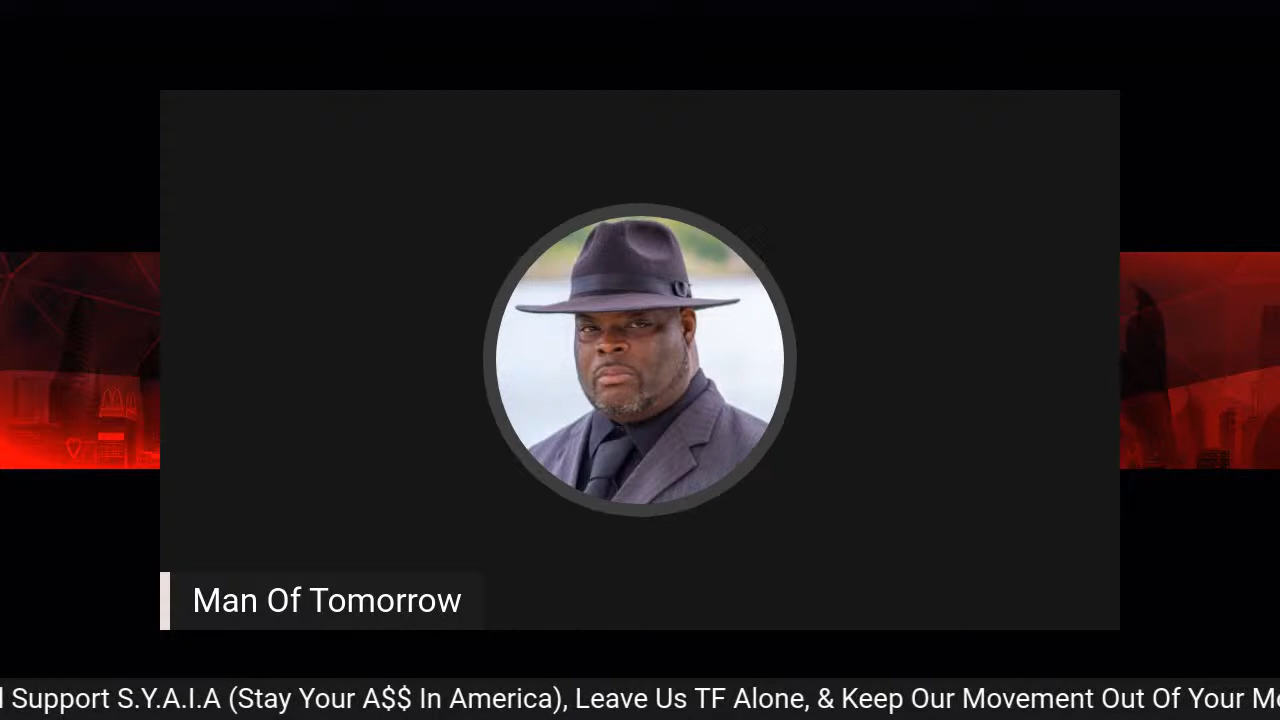 Man Of Tomorrow
Support S.Y.A.I.A (Stay Your A$$ In America), Leave Us TF Alone, & Keep Our Movement Out Of Your